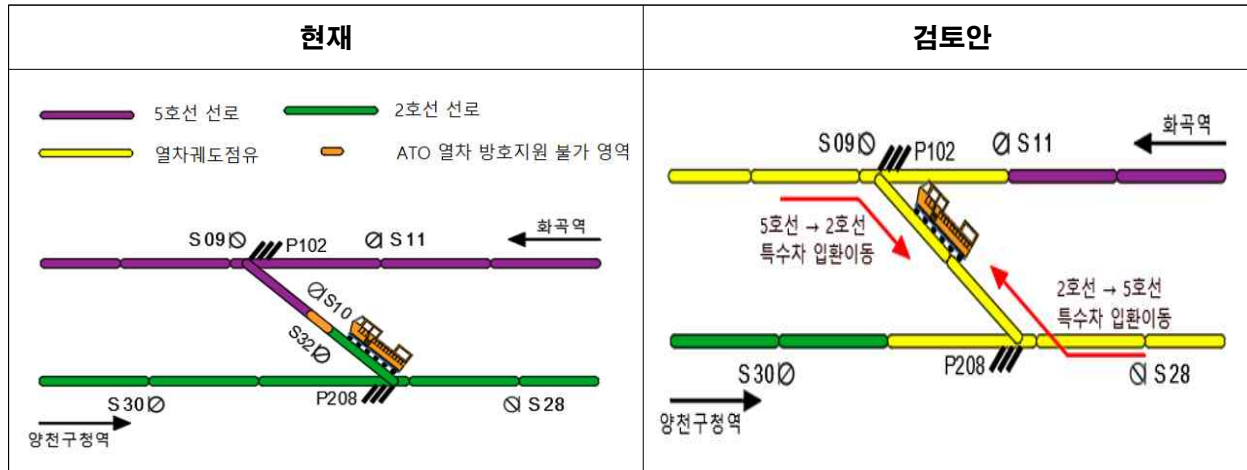 현재
검토안
5호선 선로
2호선 선로
열차궤도점유
ATO 열차 방호지원 불가 영역
S09
P102
S11
화곡역
S10
S32
S30
P208
S28
양천구청역
S09
P102
S11
화곡역
5호선 → 2호선
특수차 입환이동
2호선 → 5호선
특수차 입환이동
S30
P208
S28
양천구청역